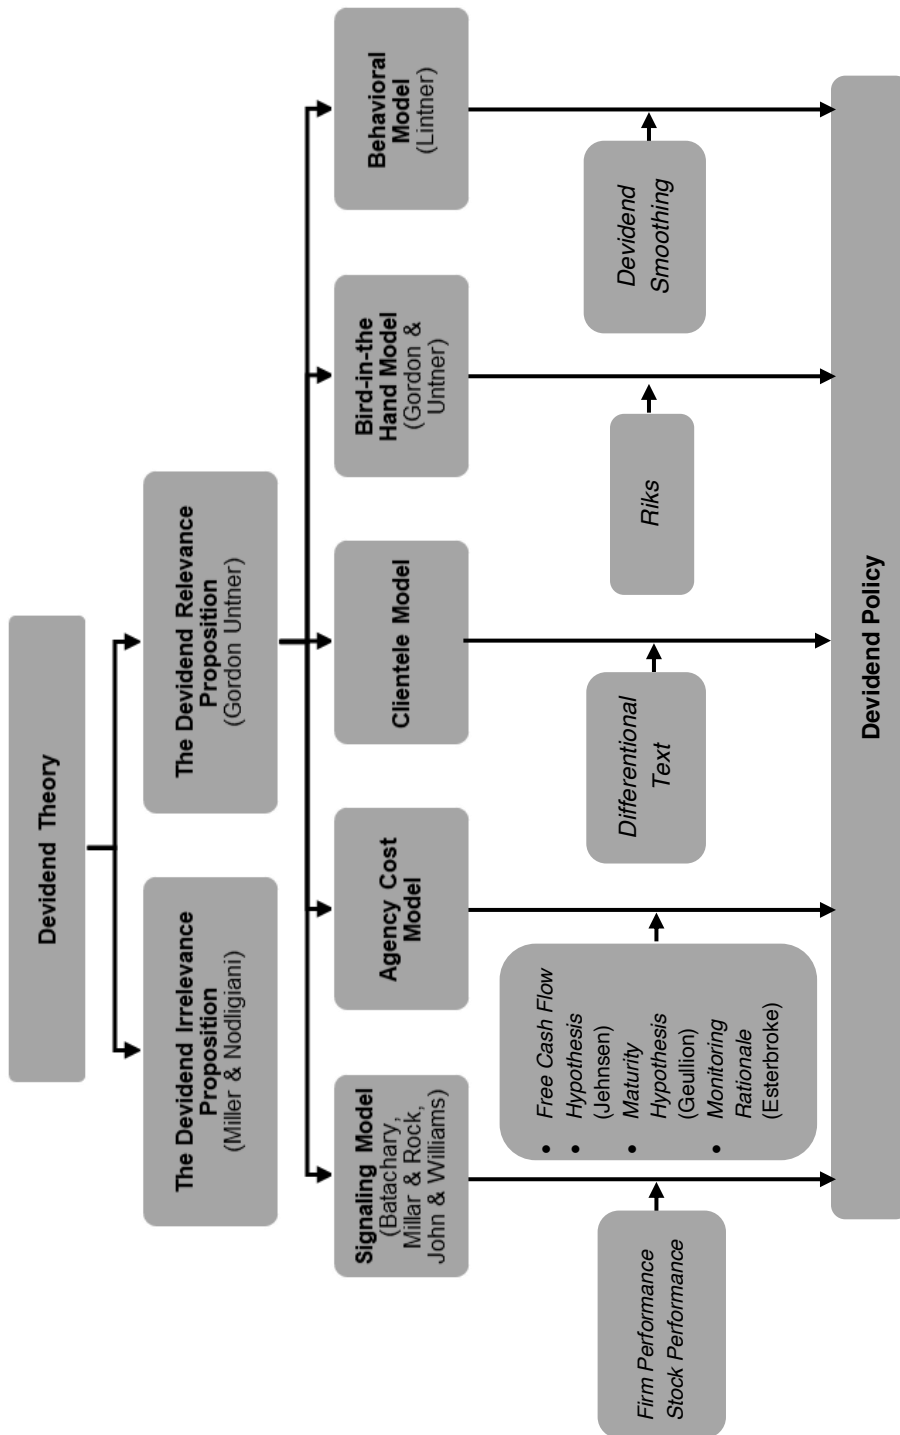 Devidend Theory
The Devidend Irrelevance
Proposition
(Miller & Nodligiani)
The Devidend Relevance
Proposition
(Gordon Untner)
Signaling Model
(Batachary,
Millar & Rock,
John & Williams)
Agency Cost
Model
Clientele Model
Bird-in-the
Hand Model
(Gordon &
Untner)
Behavioral
Model
(Lintner)
Firm Performance
Stock Performance
• Free Cash Flow
• Hypothesis
(Jehnsen)
• Maturity
Hypothesis
(Geullion)
• Monitoring
Rationale
(Esterbroke)
Differentional
Text
Riks
Devidend
Smoothing
Devidend Policy